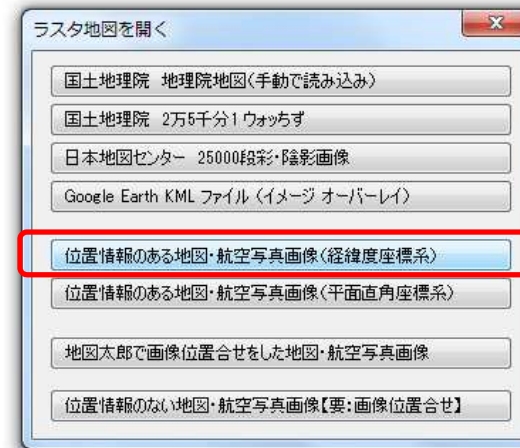 ラスタ地図を開く
国土地理院 地理院地図(手動で読み込み)
国土地理院 2万5千分1 ウォッちず
日本地図センター 25000段彩・陰影画像
Google Earth KML ファイル (イメージ オーバーレイ)
位置情報のある地図・航空写真画像(経緯度座標系)
位置情報のある地図・航空写真画像(平面直角座標系)
地図太郎で画像位置合せをした地図・航空写真画像
位置情報のない地図・航空写真画像【要:画像位置合せ】